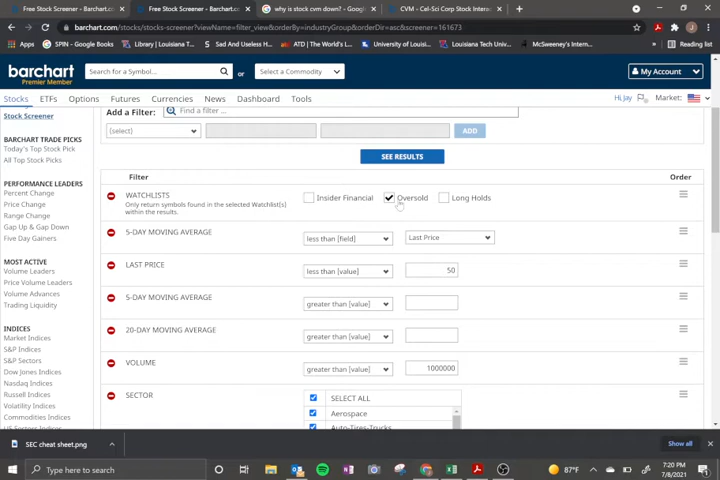 Free Stock Screener - Barchart.c
Free Stock Screener - Barchart.c
why is stock cvm down? - Google
CVM - Cel-Sci Corp Stock Interac
barchart.com/stocks/stocks-screener?viewName=filter_view&orderBy=industryGroup&orderDir=asc&screener=161673
Apps
SPIN - Google Books
Library | Louisiana T...
Sad And Useless H...
ATD | The World's L...
University of Louisi...
Louisiana Tech Univ...
McSweeney's Intern...
Reading list
barchart
Premier Member
Search for a Symbol...
or
Select a Commodity
My Account
Stocks ETFs Options Futures Currencies News Dashboard Tools
Hi Jay
Market:
Stock Screener
BARCHART TRADE PICKS
Today's Top Stock Pick
All Top Stock Picks
PERFORMANCE LEADERS
Percent Change
Price Change
Range Change
Gap Up & Gap Down
Five Day Gainers
MOST ACTIVE
Volume Leaders
Price Volume Leaders
Volume Advances
Trading Liquidity
INDICES
Market Indices
S&P Indices
S&P Sectors
Dow Jones Indices
Nasdaq Indices
Russell Indices
Volatility Indices
Commodities Indices
US Sectors Indices
Add a Filter:
Find a filter ...
(select)
ADD
SEE RESULTS
Filter
Order
WATCHLISTS
Only return symbols found in the selected Watchlist(s)
within the results.
Insider Financial
Oversold
Long Holds
5-DAY MOVING AVERAGE
less than [field]
Last Price
LAST PRICE
less than [value]
50
5-DAY MOVING AVERAGE
greater than [value]
20-DAY MOVING AVERAGE
greater than [value]
VOLUME
greater than [value]
1000000
SECTOR
SELECT ALL
Aerospace
Auto-Tires-Trucks
SEC cheat sheet.png
Show all
Type here to search
87°F
7:20 PM
7/8/2021